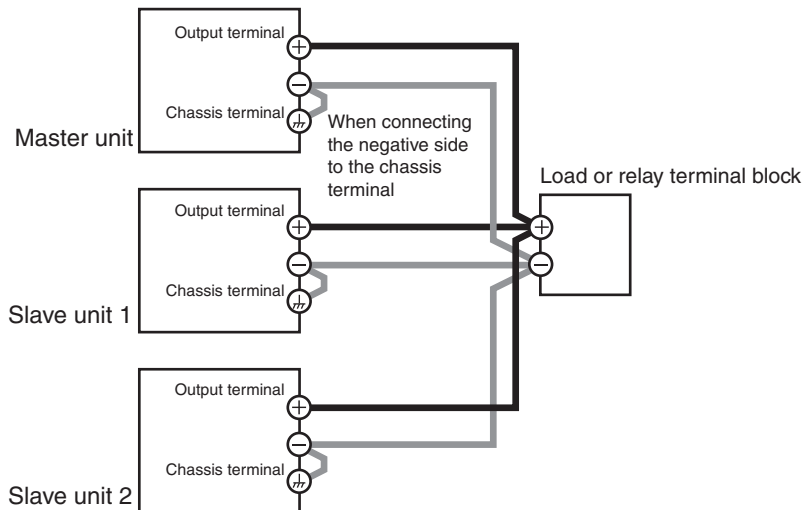 Output terminal
Chassis terminal
Master unit
When connecting
the negative side
to the chassis
terminal
Load or relay terminal block
Output terminal
Chassis terminal
Slave unit 1
Output terminal
Chassis terminal
Slave unit 2